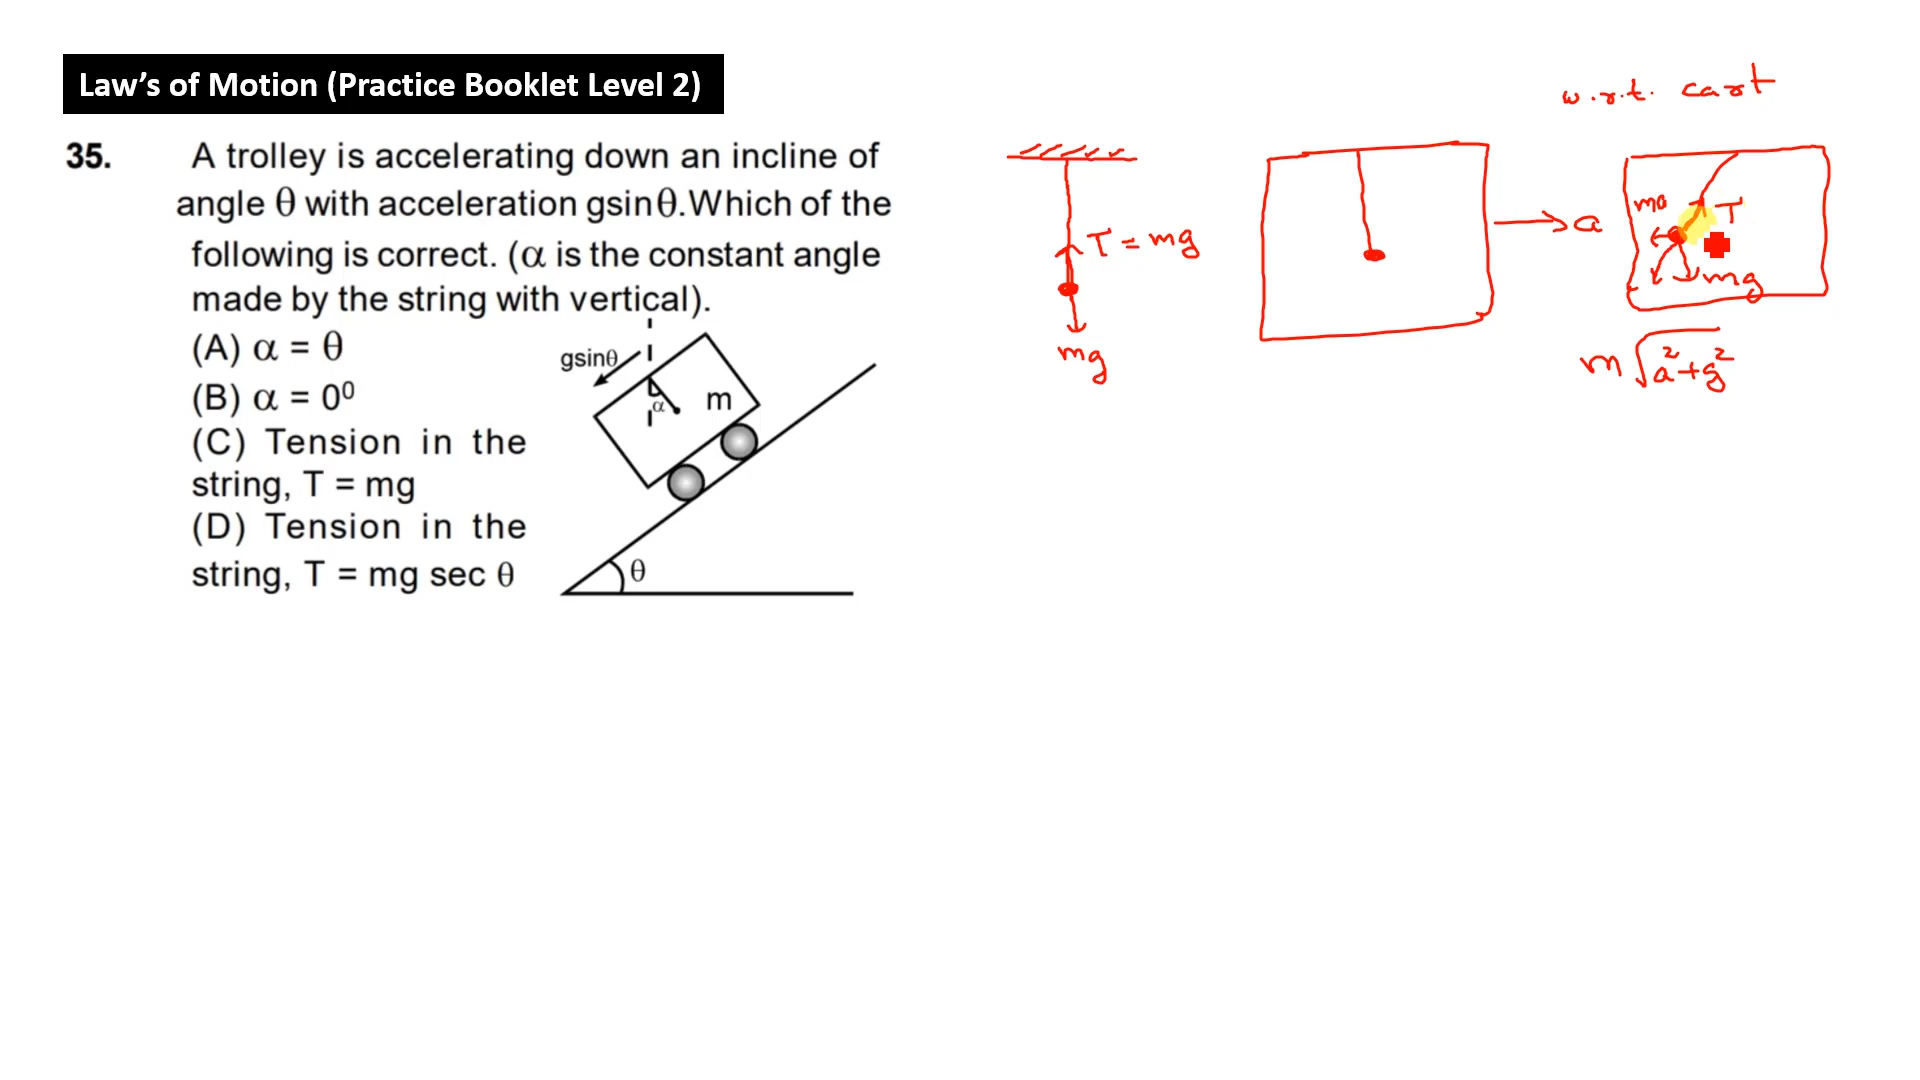 Law’s of Motion (Practice Booklet Level 2)
35. A trolley is accelerating down an incline of
angle θ with acceleration gsinθ.Which of the
following is correct. (α is the constant angle
made by the string with vertical).
(A) α = θ
(B) α = 0⁰
(C) Tension in the
string, T = mg
(D) Tension in the
string, T = mg sec θ
gsinθ
α
m
θ
T = mg
mg
a
w.r.t. cart
ma
T
mg
m√a²+g²